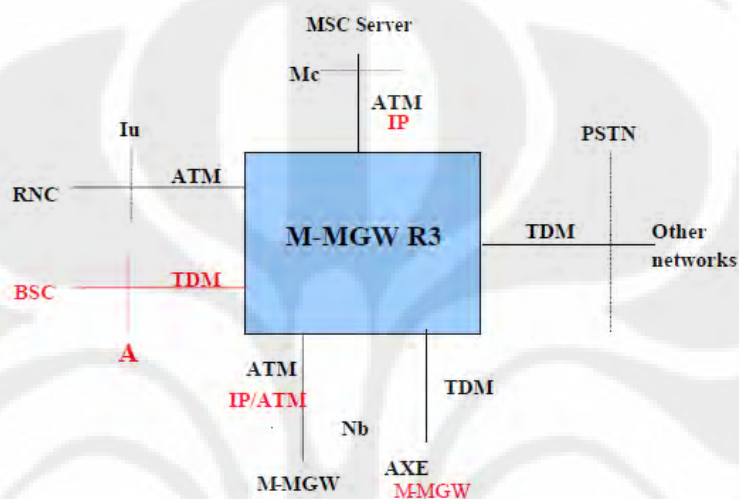 MSC Server
Mc
ATM
IP
Iu
PSTN
RNC
ATM
M-MGW R3
TDM
Other
networks
BSC
TDM
A
ATM
IP/ATM
TDM
Nb
AXE
M-MGW
M-MGW